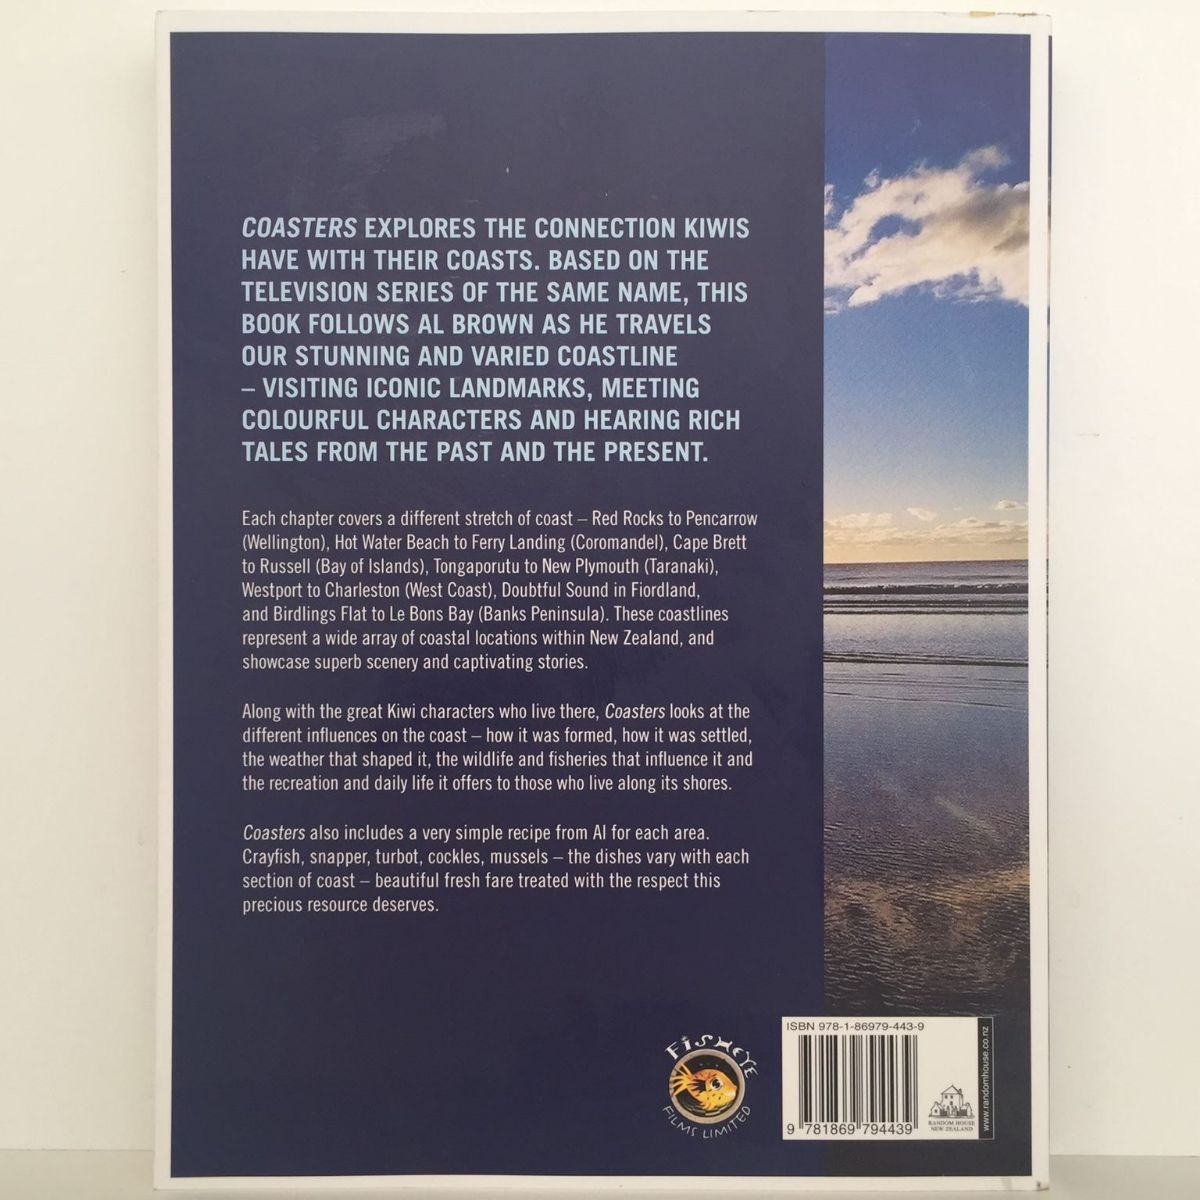 COASTERS EXPLORES THE CONNECTION KIWIS
HAVE WITH THEIR COASTS. BASED ON THE
TELEVISION SERIES OF THE SAME NAME, THIS
BOOK FOLLOWS AL BROWN AS HE TRAVELS
OUR STUNNING AND VARIED COASTLINE
– VISITING ICONIC LANDMARKS, MEETING
COLOURFUL CHARACTERS AND HEARING RICH
TALES FROM THE PAST AND THE PRESENT.
Each chapter covers a different stretch of coast – Red Rocks to Pencarrow
(Wellington), Hot Water Beach to Ferry Landing (Coromandel), Cape Brett
to Russell (Bay of Islands), Tongaporutu to New Plymouth (Taranaki),
Westport to Charleston (West Coast), Doubtful Sound in Fiordland,
and Birdlings Flat to Le Bons Bay (Banks Peninsula). These coastlines
represent a wide array of coastal locations within New Zealand, and
showcase superb scenery and captivating stories.
Along with the great Kiwi characters who live there, Coasters looks at the
different influences on the coast – how it was formed, how it was settled,
the weather that shaped it, the wildlife and fisheries that influence it and
the recreation and daily life it offers to those who live along its shores.
Coasters also includes a very simple recipe from Al for each area.
Crayfish, snapper, turbot, cockles, mussels – the dishes vary with each
section of coast – beautiful fresh fare treated with the respect this
precious resource deserves.
FISHEYE
FILMS LIMITED
ISBN 978-1-86979-443-9
9 781869 794439
RANDOM HOUSE
NEW ZEALAND
www.randomhouse.co.nz